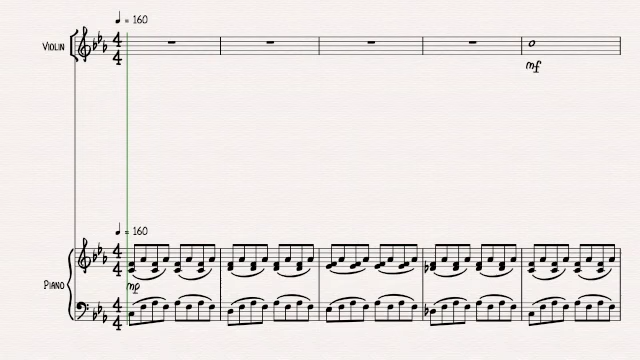 ♩ = 160
Violin
mf
♩ = 160
Piano
mp